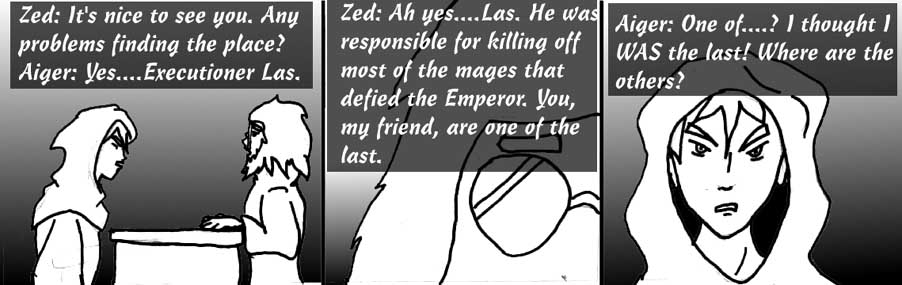 Zed: It's nice to see you. Any
problems finding the place?
Aiger: Yes....Executioner Las.
Zed: Ah yes....Las. He was
responsible for killing off
most of the mages that
defied the Emperor. You,
my friend, are one of the
last.
Aiger: One of....? I thought I
WAS the last! Where are the
others?